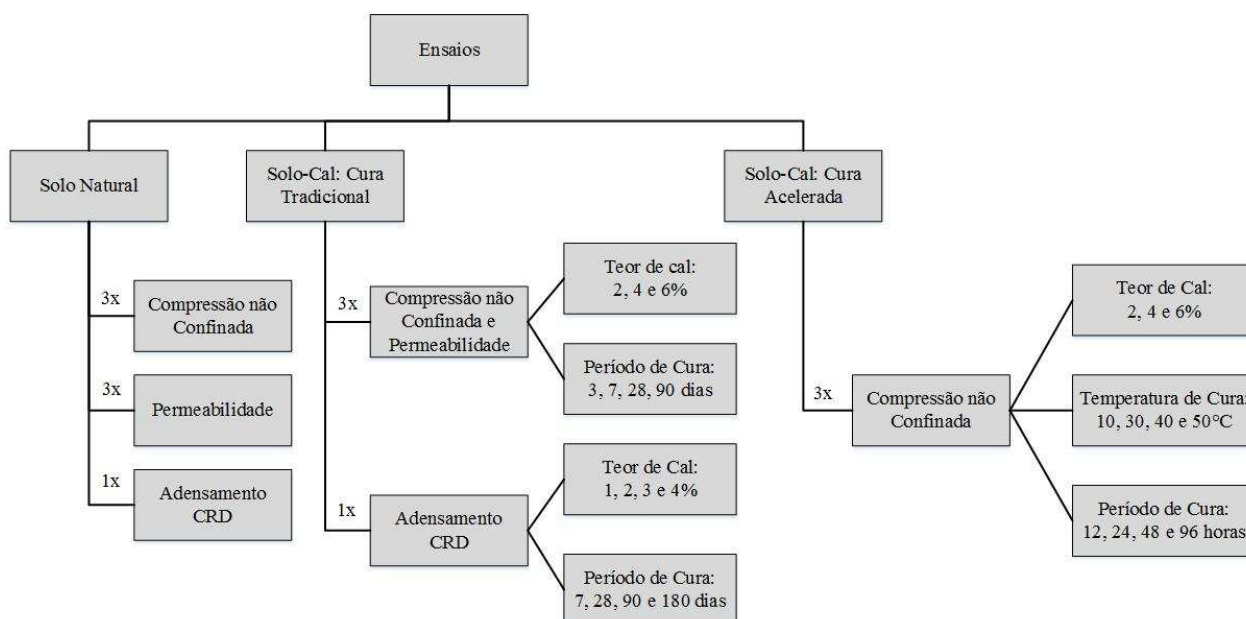 Ensaios
Solo Natural
Solo-Cal: Cura
Tradicional
Solo-Cal: Cura
Acelerada
3x
Compressão não
Confinada
3x
Permeabilidade
1x
Adensamento
CRD
3x
Compressão não
Confinada e
Permeabilidade
Teor de cal:
2, 4 e 6%
Período de Cura:
3, 7, 28, 90 dias
1x
Adensamento
CRD
Teor de Cal:
1, 2, 3 e 4%
Período de Cura:
7, 28, 90 e 180 dias
3x
Compressão não
Confinada
Teor de Cal:
2, 4 e 6%
Temperatura de Cura:
10, 30, 40 e 50°C
Período de Cura:
12, 24, 48 e 96 horas